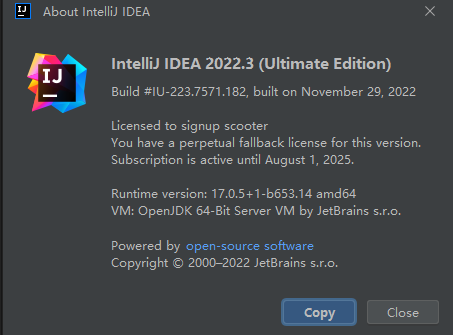 About IntelliJ IDEA
IJ
IntelliJ IDEA 2022.3 (Ultimate Edition)
Build #IU-223.7571.182, built on November 29, 2022
Licensed to signup scooter
You have a perpetual fallback license for this version.
Subscription is active until August 1, 2025.
Runtime version: 17.0.5+1-b653.14 amd64
VM: OpenJDK 64-Bit Server VM by JetBrains s.r.o.
Powered by open-source software
Copyright © 2000–2022 JetBrains s.r.o.
Copy Close